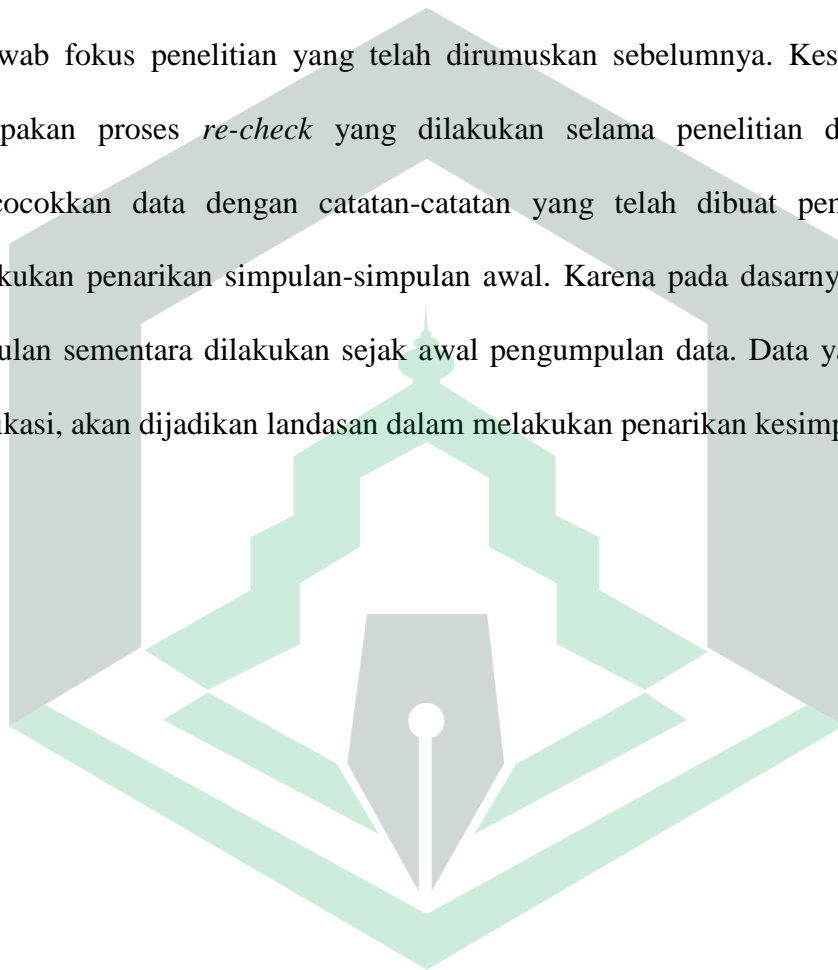 wab fokus penelitian yang telah dirumuskan sebelumnya. Kes
pakan proses re-check yang dilakukan selama penelitian d
cocokkan data dengan catatan-catatan yang telah dibuat pen
kukan penarikan simpulan-simpulan awal. Karena pada dasarny
ulan sementara dilakukan sejak awal pengumpulan data. Data ya
ikasi, akan dijadikan landasan dalam melakukan penarikan kesimp